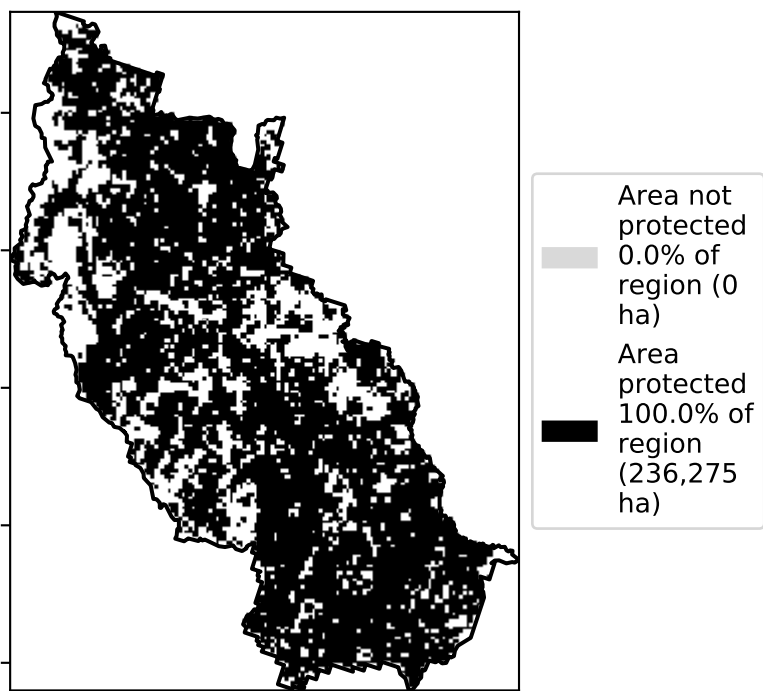 Area not
protected
0.0% of
region (0
ha)
Area
protected
100.0% of
region
(236,275
ha)